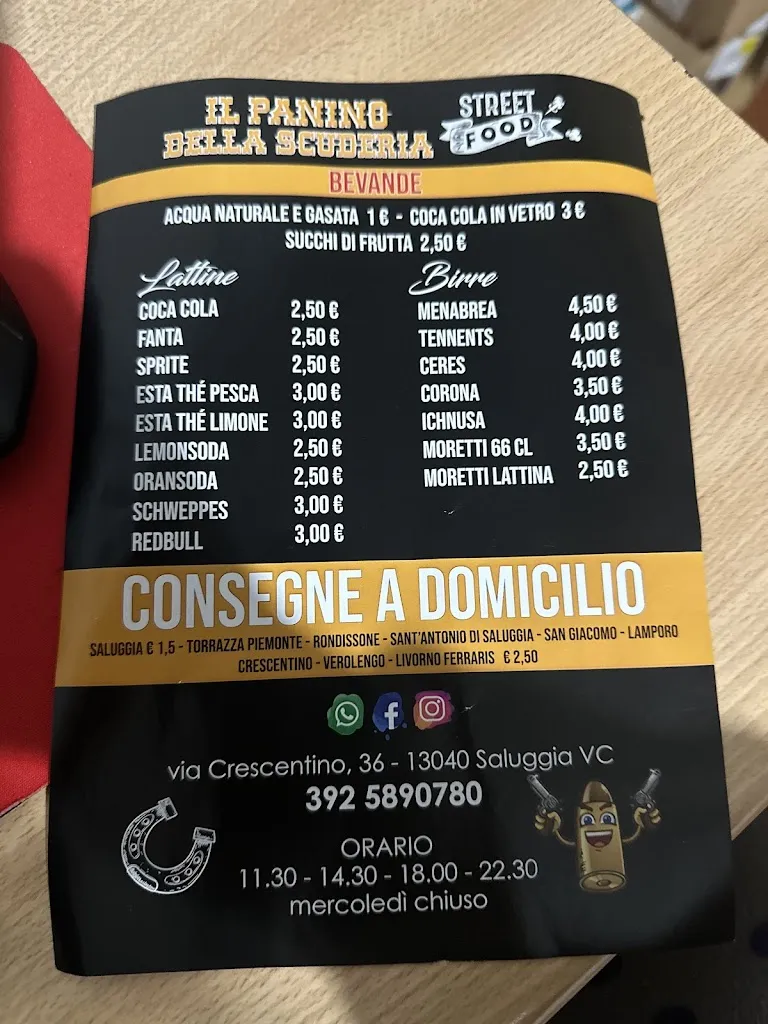 IL PANINO
DELLA SCUDERIA
STREET
FOOD
BEVANDE
ACQUA NATURALE E GASATA 1 € - COCA COLA IN VETRO 3 €
SUCCHI DI FRUTTA 2,50 €
Lattine
COCA COLA 2,50 €
FANTA 2,50 €
SPRITE 2,50 €
ESTA THÉ PESCA 3,00 €
ESTA THÉ LIMONE 3,00 €
LEMONSODA 2,50 €
ORANSODA 2,50 €
SCHWEPPES 3,00 €
REDBULL 3,00 €
Birre
MENABREA 4,50 €
TENNENTS 4,00 €
CERES 4,00 €
CORONA 3,50 €
ICHNUSA 4,00 €
MORETTI 66 CL 3,50 €
MORETTI LATTINA 2,50 €
CONSEGNE A DOMICILIO
SALUGGIA € 1,5 - TORRAZZA PIEMONTE - RONDISSONE - SANT'ANTONIO DI SALUGGIA - SAN GIACOMO - LAMPORO
CRESCENTINO - VEROLENGO - LIVORNO FERRARIS € 2,50
via Crescentino, 36 - 13040 Saluggia VC
392 5890780
ORARIO
11.30 - 14.30 - 18.00 - 22.30
mercoledì chiuso